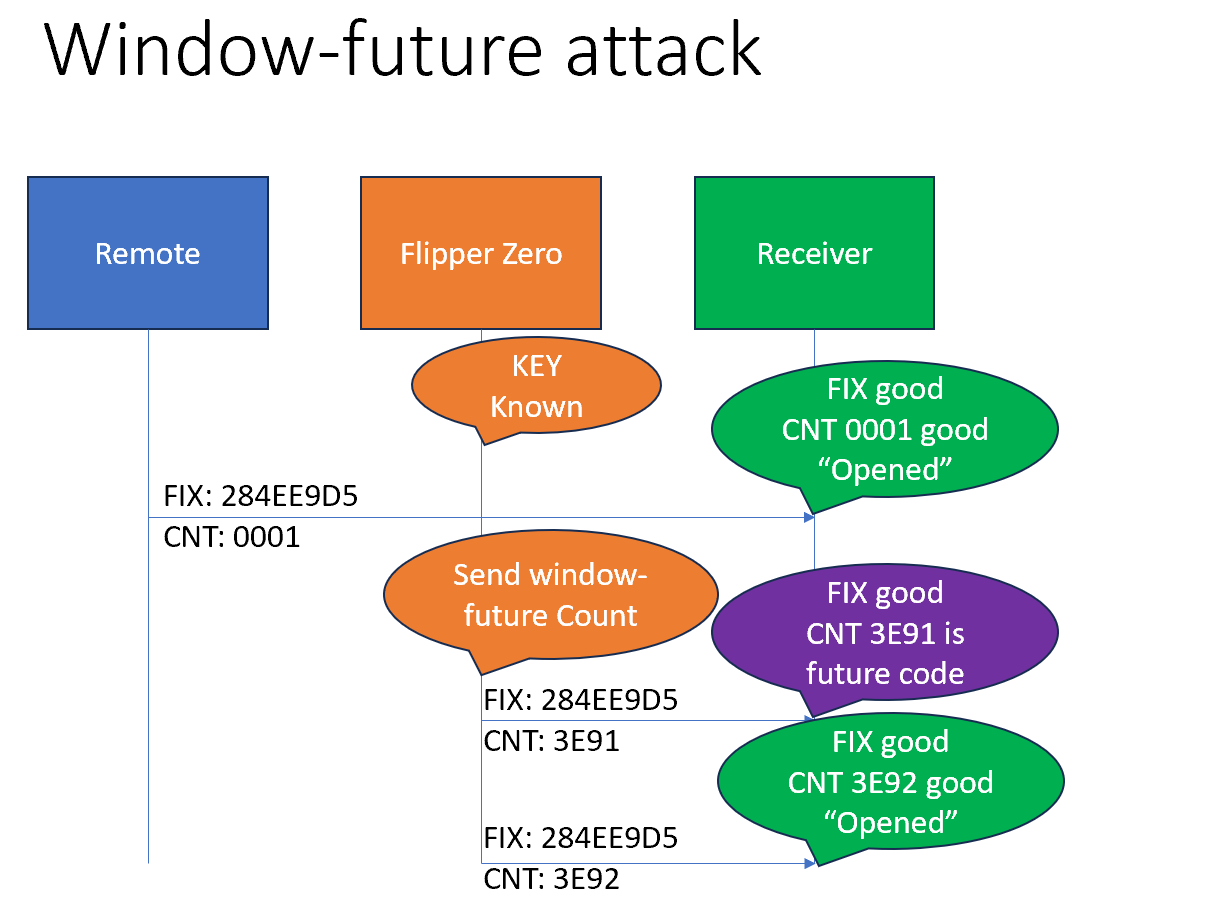 Window-future attack
Remote
Flipper Zero
Receiver
KEY
Known
FIX good
CNT 0001 good
“Opened”
FIX: 284EE9D5
CNT: 0001
Send window-
future Count
FIX good
CNT 3E91 is
future code
FIX: 284EE9D5
CNT: 3E91
FIX good
CNT 3E92 good
“Opened”
FIX: 284EE9D5
CNT: 3E92